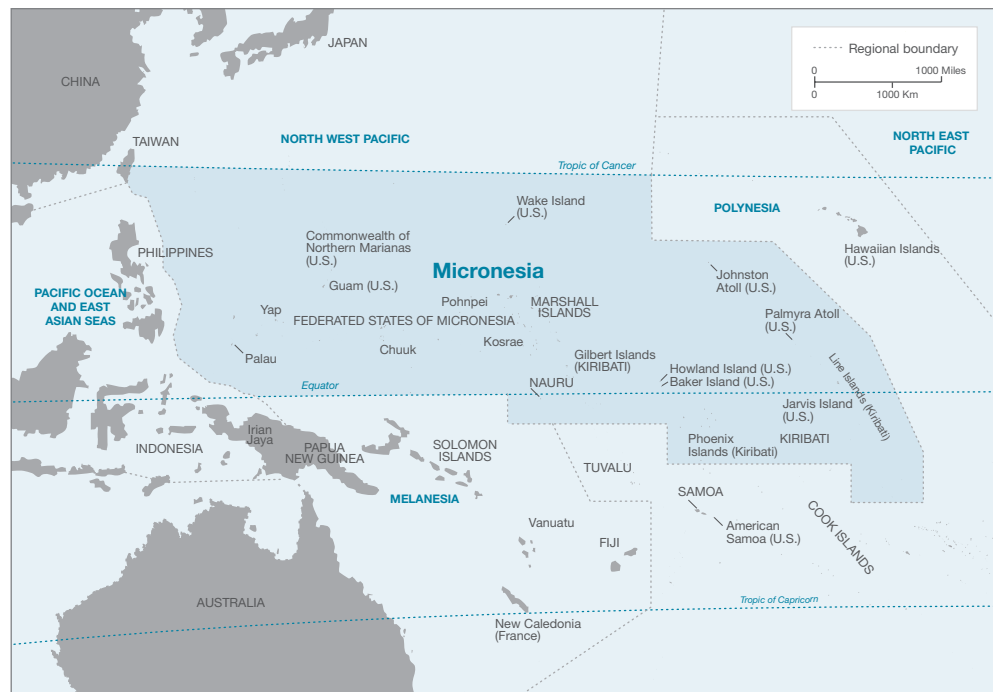 JAPAN
Regional boundary
0
1000 Miles
0
1000 Km
CHINA
TAIWAN
NORTH WEST PACIFIC
NORTH EAST
PACIFIC
Tropic of Cancer
Wake Island
(U.S.)
POLYNESIA
Commonwealth of
Northern Marianas
(U.S.)
Hawaiian Islands
(U.S.)
PHILIPPINES
Micronesia
Johnston
Atoll (U.S.)
Guam (U.S.)
PACIFIC OCEAN
AND EAST
ASIAN SEAS
Pohnpei
MARSHALL
ISLANDS
Yap
FEDERATED STATES OF MICRONESIA
Palmyra Atoll
(U.S.)
Kosrae
Chuuk
Palau
Gilbert Islands
(KIRIBATI)
Howland Island (U.S.)
Baker Island (U.S.)
Line Islands (Kiribati)
Equator
NAURU
Jarvis Island
(U.S.)
Irian
Jaya
INDONESIA
PAPUA
NEW GUINEA
SOLOMON
ISLANDS
Phoenix
Islands (Kiribati)
KIRIBATI
TUVALU
MELANESIA
SAMOA
American
Samoa (U.S.)
COOK ISLANDS
Vanuatu
FIJI
AUSTRALIA
Tropic of Capricorn
New Caledonia
(France)